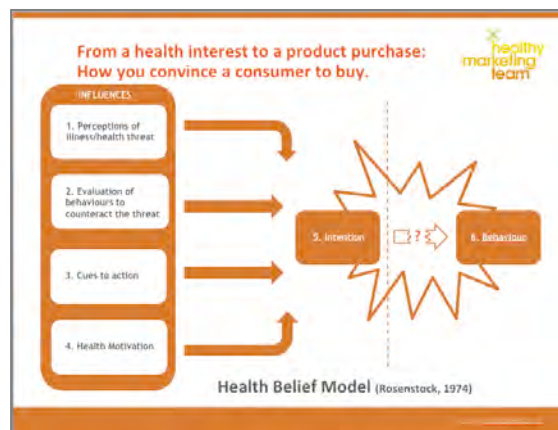 From a health interest to a product purchase:
How you convince a consumer to buy.
healthy
marketing
team
INFLUENCES
1. Perceptions of
illness/health threat
2. Evaluation of
behaviours to
counteract the threat
3. Cues to action
4. Health Motivation
5. Intention
?
6. Behaviour
Health Belief Model (Rosenstock, 1974)